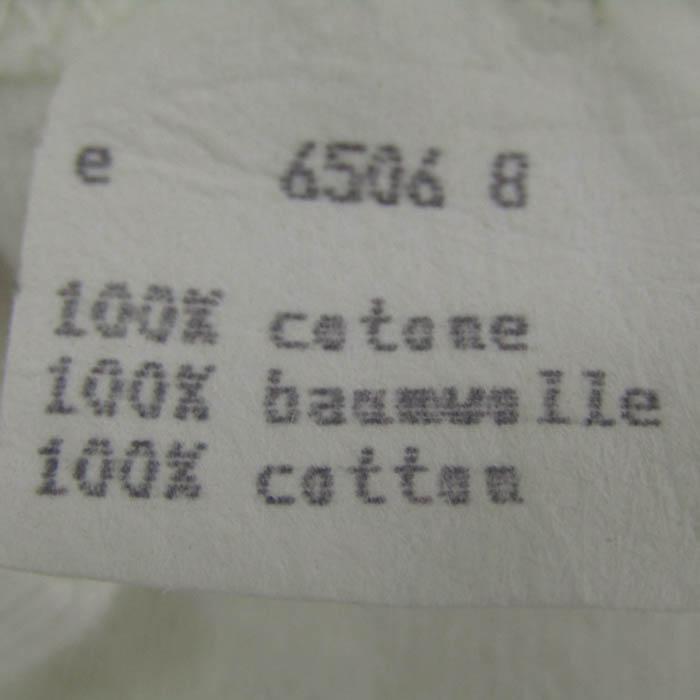 e 6506 8
100% cotone
100% baumwolle
100% cotton